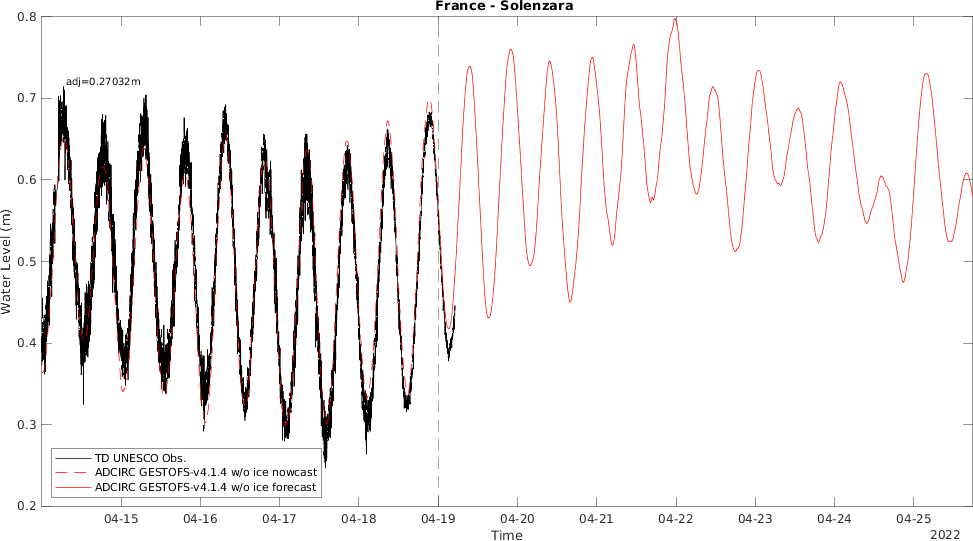 France - Solenzara
0.8
0.7
0.6
0.5
0.4
0.3
0.2
Water Level (m)
adj=0.27032m
TD UNESCO Obs.
ADCIRC GESTOFS-v4.1.4 w/o ice nowcast
ADCIRC GESTOFS-v4.1.4 w/o ice forecast
04-15 04-16 04-17 04-18 04-19 04-20 04-21 04-22 04-23 04-24 04-25
Time
2022